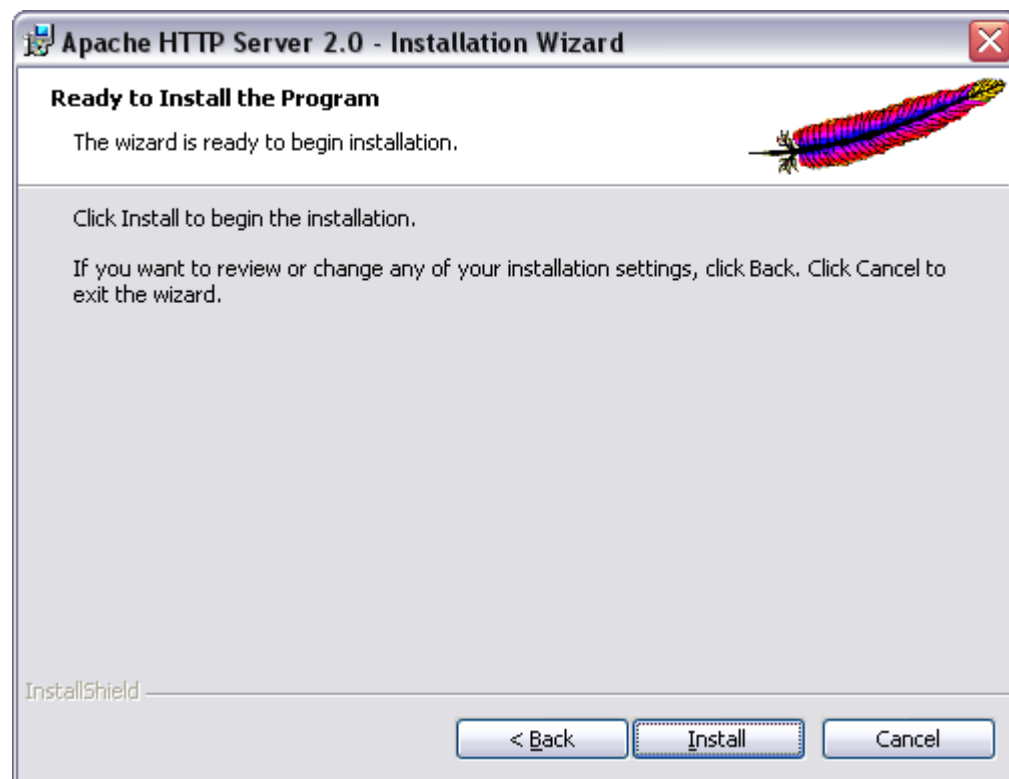 Apache HTTP Server 2.0 - Installation Wizard
Ready to Install the Program
The wizard is ready to begin installation.
Click Install to begin the installation.
If you want to review or change any of your installation settings, click Back. Click Cancel to
exit the wizard.
InstallShield
< Back
Install
Cancel